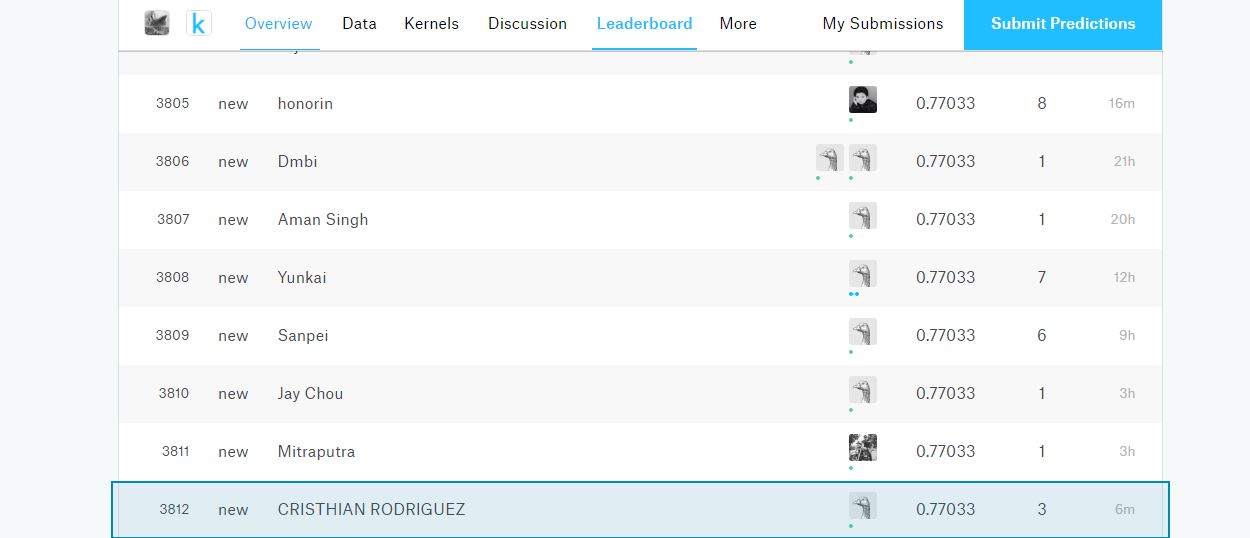 k Overview Data Kernels Discussion Leaderboard More My Submissions Submit Predictions
3805 new honorin 0.77033 8 16m
3806 new Dmbi 0.77033 1 21h
3807 new Aman Singh 0.77033 1 20h
3808 new Yunkai 0.77033 7 12h
3809 new Sanpei 0.77033 6 9h
3810 new Jay Chou 0.77033 1 3h
3811 new Mitraputra 0.77033 1 3h
3812 new CRISTHIAN RODRIGUEZ 0.77033 3 6m